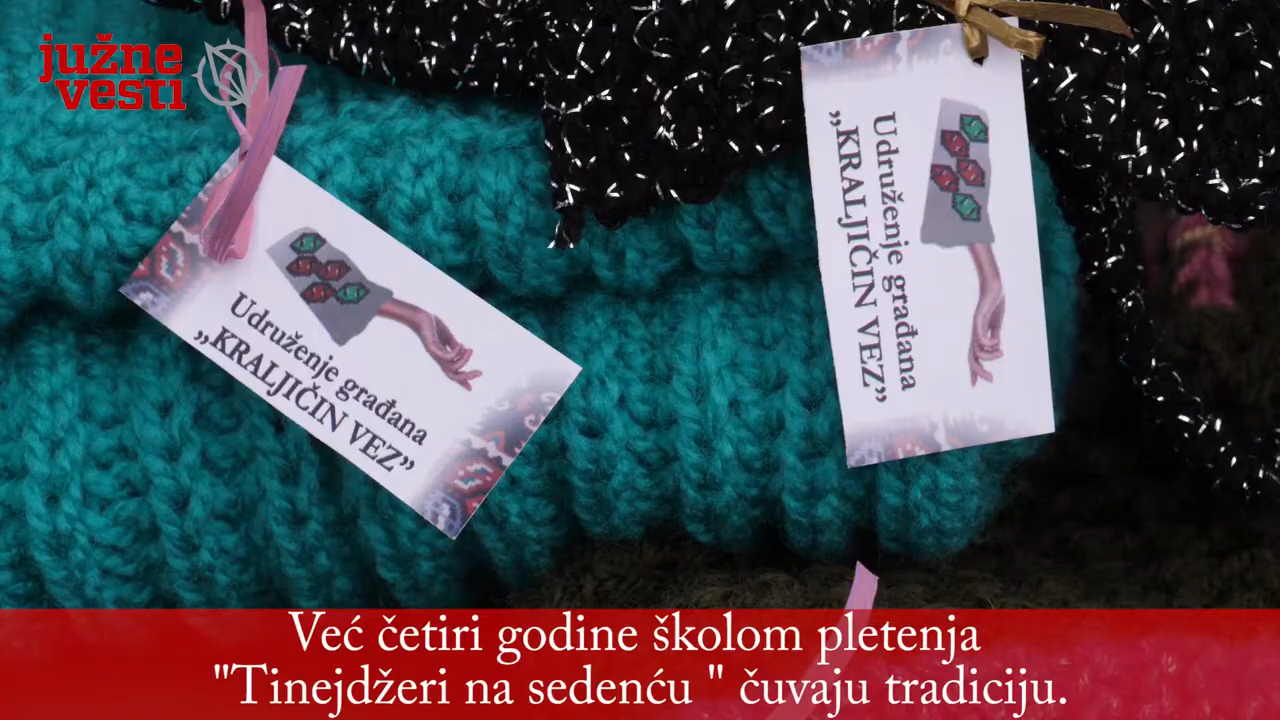 južne
vesti
Udruženje građana
„KRALJIČIN VEZ”
Udruženje građana
„KRALJIČIN VEZ”
Već četiri godine školom pletenja
"Tinejdžeri na sedenću " čuvaju tradiciju.